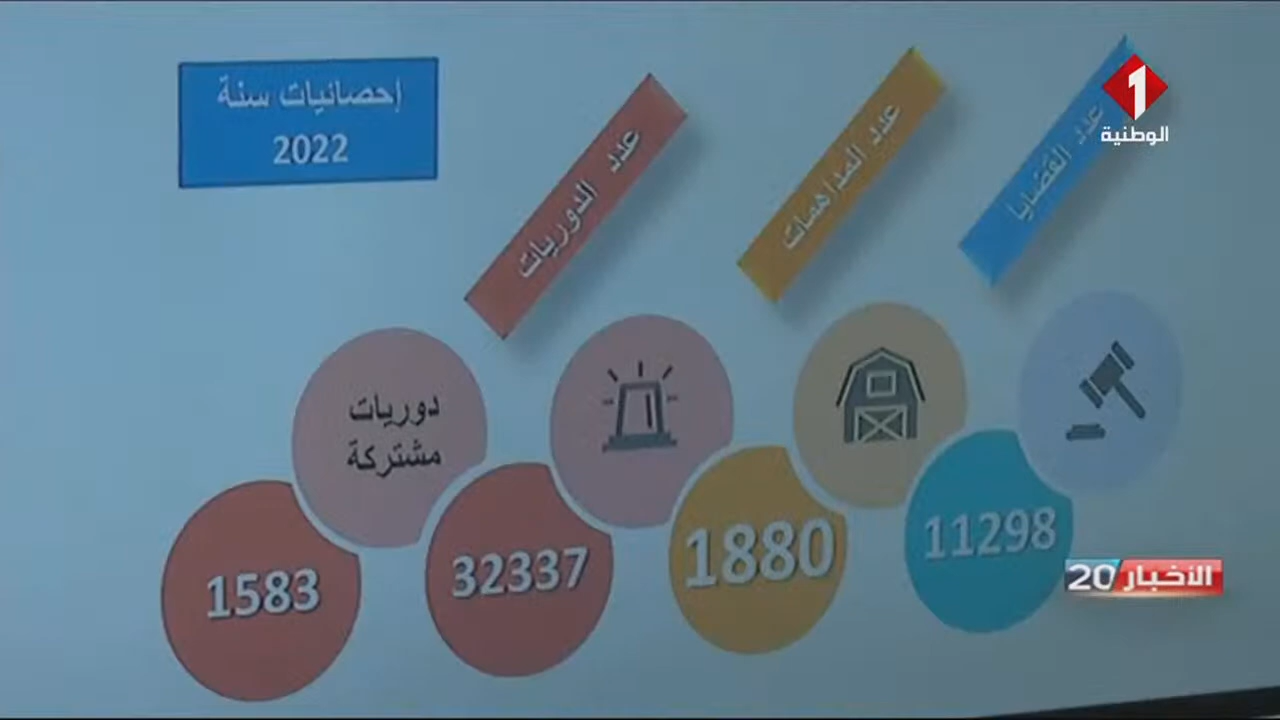 إحصائيات سنة
2022
1
الوطنية
عدد القضايا
عدد المداهمات
عدد الدوريات
دوريات
مشتركة
11298
1880
32337
1583
الأخبار 20